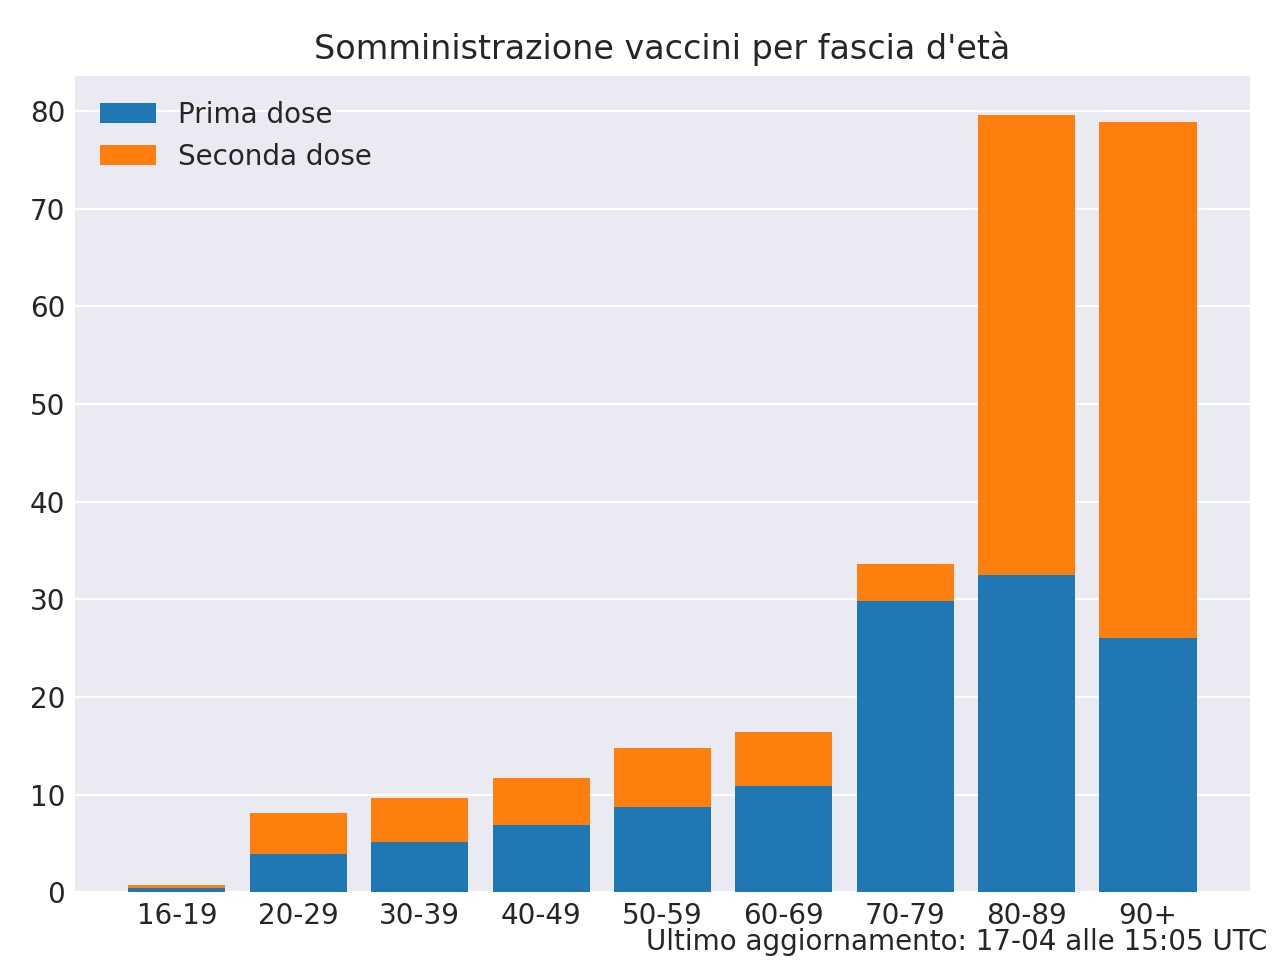 Somministrazione vaccini per fascia d'età
Prima dose
Seconda dose
80
70
60
50
40
30
20
10
0
16-19 20-29 30-39 40-49 50-59 60-69 70-79 80-89 90+
Ultimo aggiornamento: 17-04 alle 15:05 UTC